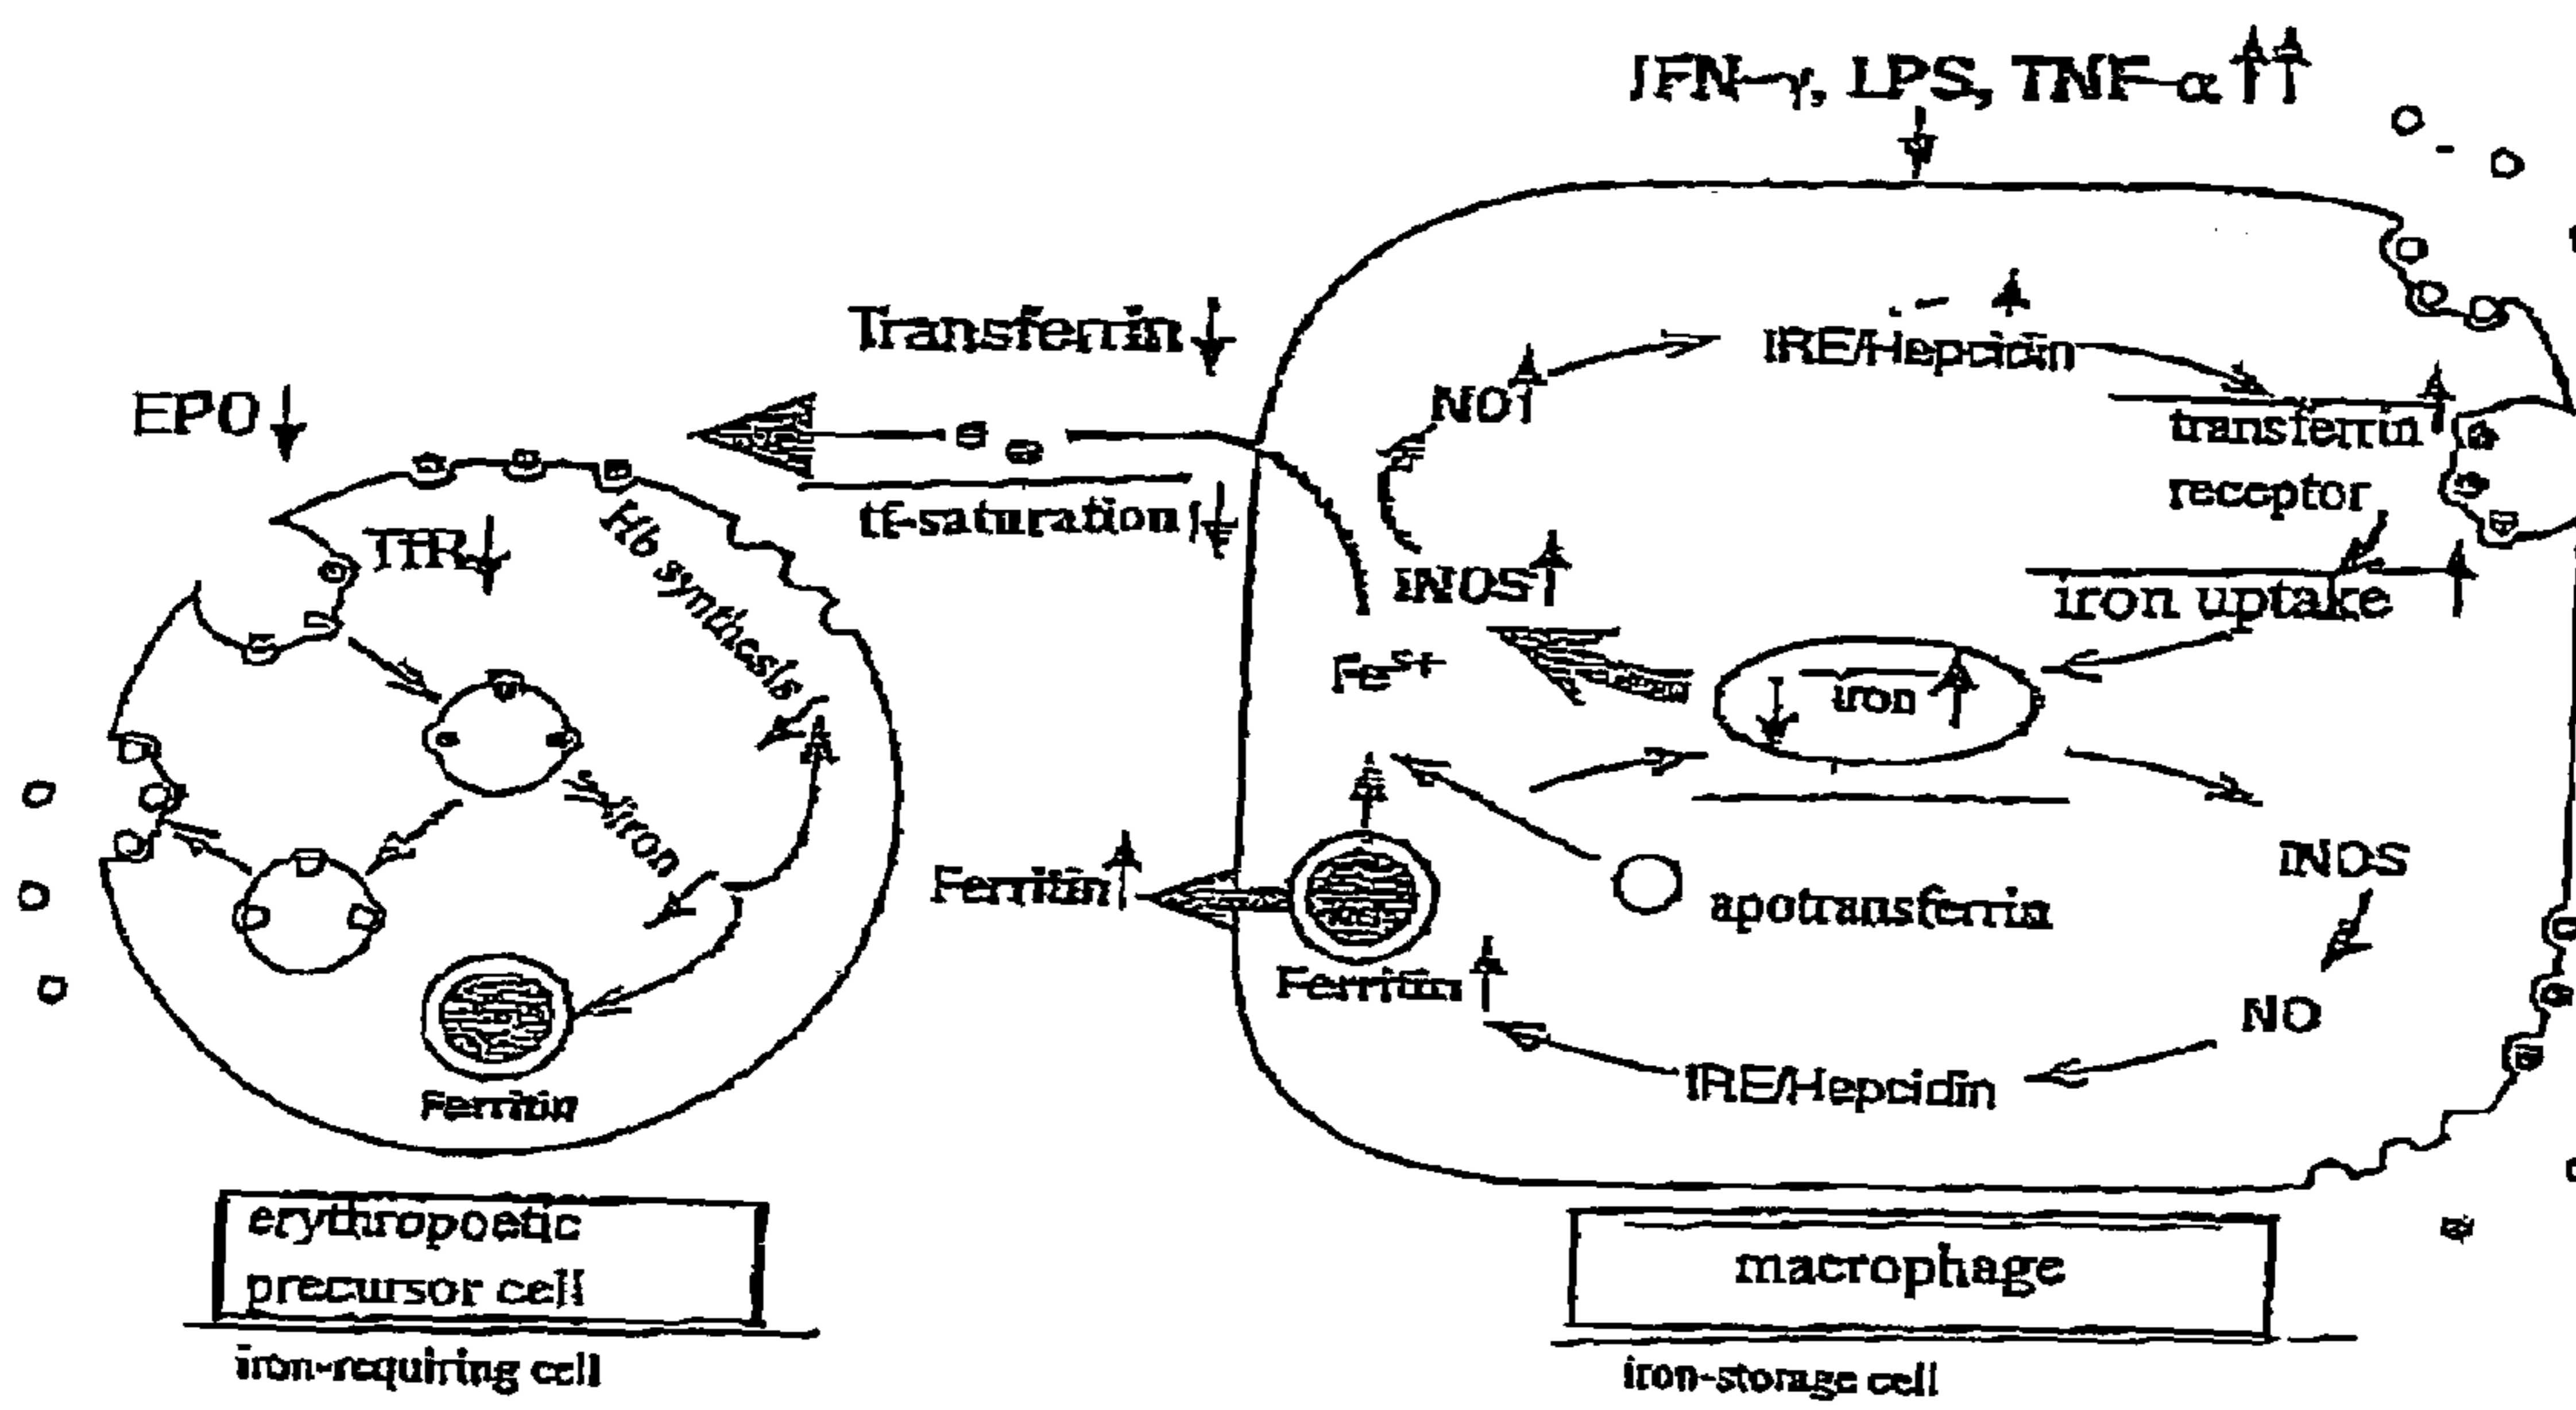 IFN-γ, LPS, TNF-α
Transferrin
EPO
tf-saturation
TfR
Hb synthesis
iron
Ferritin
erythropoetic
precursor cell
iron-requiring cell
Ferritin
NO
IRE/Hepcidin
transferrin
receptor
iNOS
iron uptake
iron
apotransferrin
iNOS
Ferritin
NO
IRE/Hepcidin
macrophage
iron-storage cell